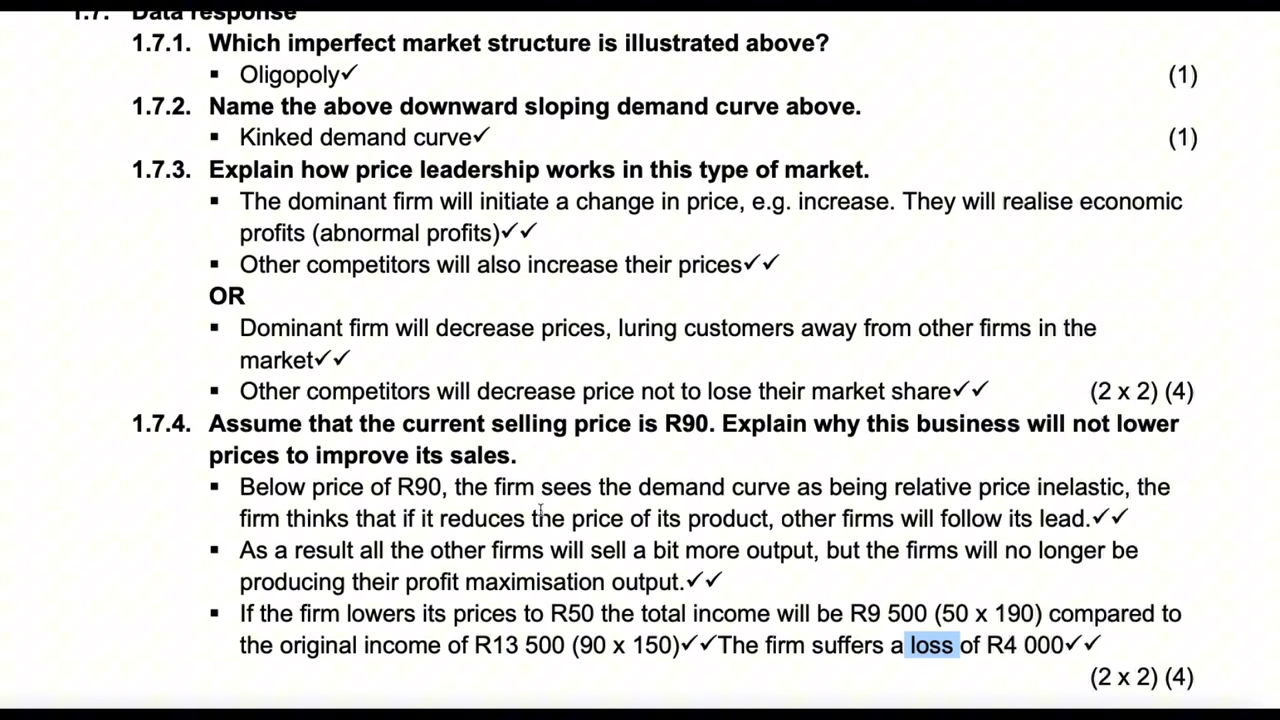 1.7. Data response
1.7.1. Which imperfect market structure is illustrated above?
▪ Oligopoly✓ (1)
1.7.2. Name the above downward sloping demand curve above.
▪ Kinked demand curve✓ (1)
1.7.3. Explain how price leadership works in this type of market.
▪ The dominant firm will initiate a change in price, e.g. increase. They will realise economic
profits (abnormal profits)✓✓
▪ Other competitors will also increase their prices✓✓
OR
▪ Dominant firm will decrease prices, luring customers away from other firms in the
market✓✓
▪ Other competitors will decrease price not to lose their market share✓✓ (2 x 2) (4)
1.7.4. Assume that the current selling price is R90. Explain why this business will not lower
prices to improve its sales.
▪ Below price of R90, the firm sees the demand curve as being relative price inelastic, the
firm thinks that if it reduces the price of its product, other firms will follow its lead.✓✓
▪ As a result all the other firms will sell a bit more output, but the firms will no longer be
producing their profit maximisation output.✓✓
▪ If the firm lowers its prices to R50 the total income will be R9 500 (50 x 190) compared to
the original income of R13 500 (90 x 150)✓✓The firm suffers a loss of R4 000✓✓
(2 x 2) (4)